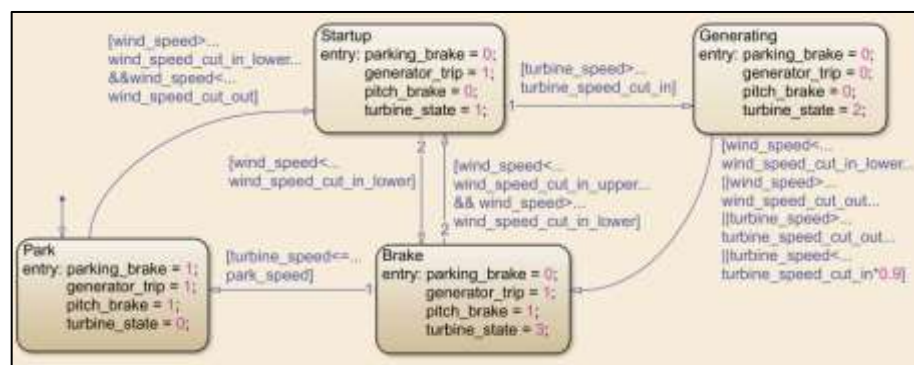 Startup
entry: parking_brake = 0;
generator_trip = 1;
pitch_brake = 0;
turbine_state = 1;
Generating
entry: parking_brake = 0;
generator_trip = 0;
pitch_brake = 0;
turbine_state = 2;
[wind_speed>...
wind_speed_cut_in_lower...
&&wind_speed<...
wind_speed_cut_out]
[turbine_speed>...
turbine_speed_cut_in]
1
2
[wind_speed<...
wind_speed_cut_in_lower]
[wind_speed<...
wind_speed_cut_in_upper...
&& wind_speed>...
wind_speed_cut_in_lower]
2
[wind_speed<...
wind_speed_cut_in_lower...
||wind_speed>...
wind_speed_cut_out...
||turbine_speed>...
turbine_speed_cut_out...
||turbine_speed<...
turbine_speed_cut_in*0.9]
Park
entry: parking_brake = 1;
generator_trip = 1;
pitch_brake = 1;
turbine_state = 0;
[turbine_speed<=...
park_speed]
1
Brake
entry: parking_brake = 0;
generator_trip = 1;
pitch_brake = 1;
turbine_state = 3;